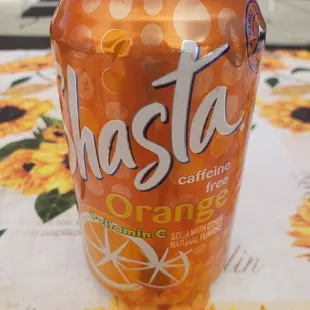 Shasta
caffeine
free
Orange
vitamin C
SODA WITH OTHER
NATURAL FLAVORS